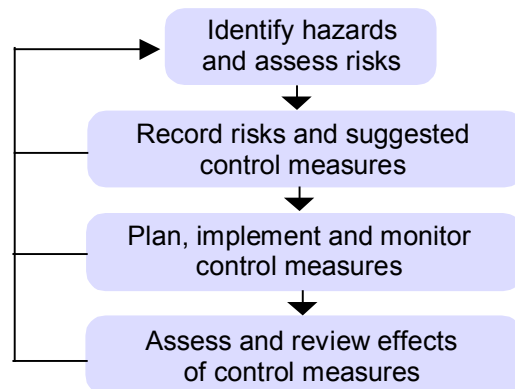 Identify hazards
and assess risks
Record risks and suggested
control measures
Plan, implement and monitor
control measures
Assess and review effects
of control measures